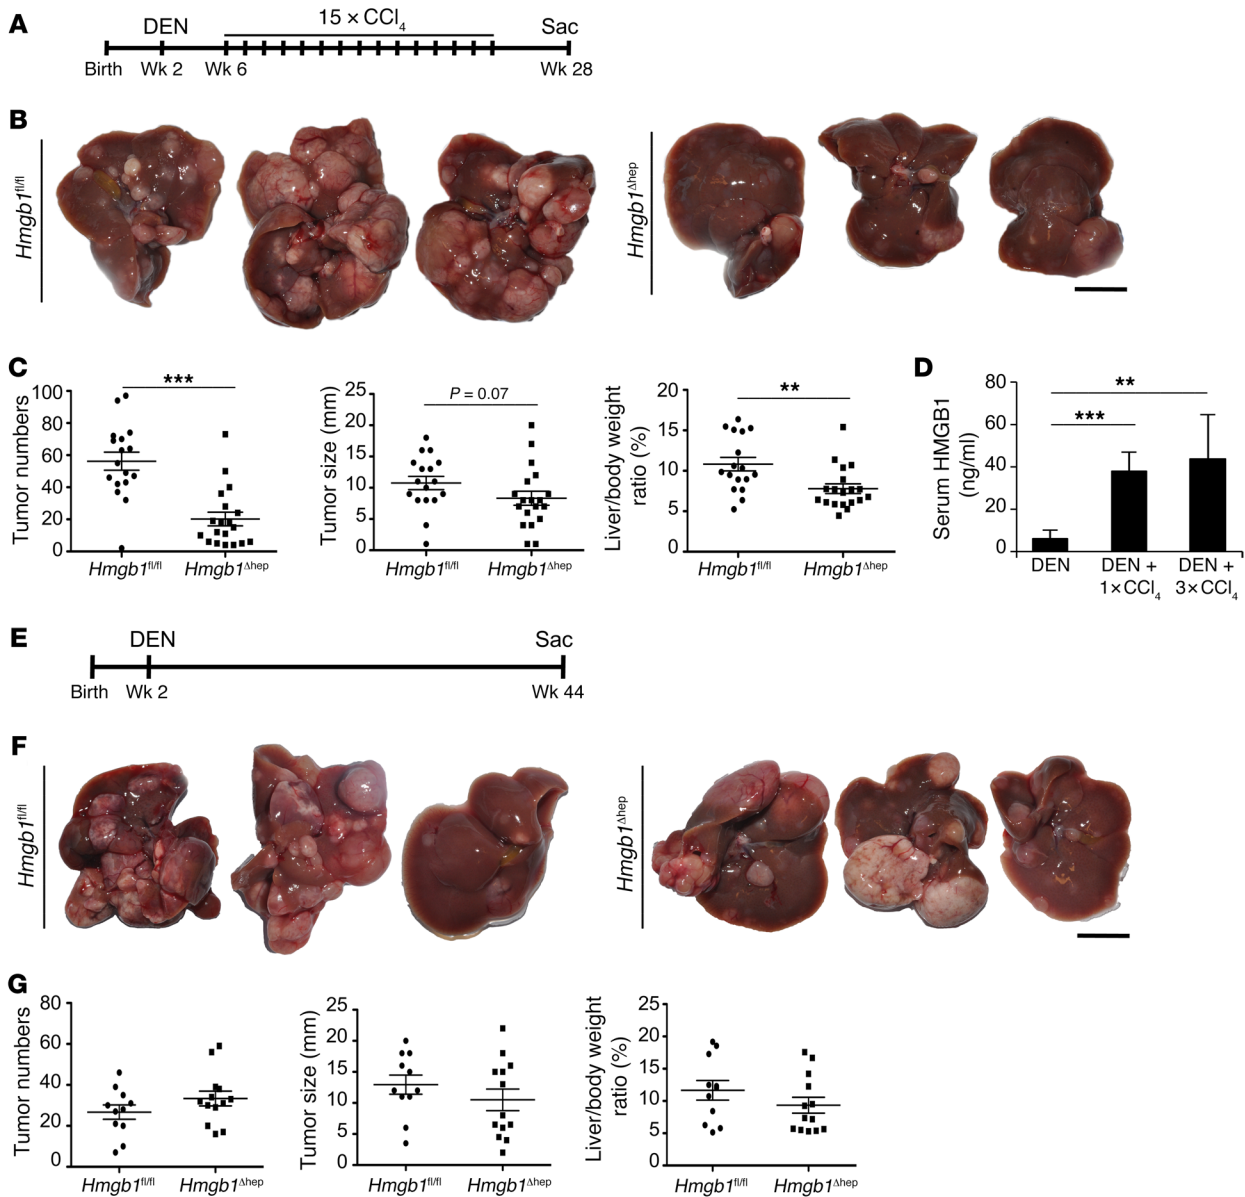 A
DEN
15 × CCl4
Sac
Birth
Wk 2
Wk 6
Wk 28
B
Hmgb1fl/fl
Hmgb1Δhep
C
Tumor numbers
100
80
60
40
20
0
***
Hmgb1fl/fl
Hmgb1Δhep
Tumor size (mm)
25
20
15
10
5
0
P = 0.07
Hmgb1fl/fl
Hmgb1Δhep
Liver/body weight
ratio (%)
20
15
10
5
0
**
Hmgb1fl/fl
Hmgb1Δhep
D
Serum HMGB1
(ng/ml)
80
60
40
20
0
**
***
DEN
DEN +
1×CCl4
DEN +
3×CCl4
E
DEN
Sac
Birth
Wk 2
Wk 44
F
Hmgb1fl/fl
Hmgb1Δhep
G
Tumor numbers
80
60
40
20
0
Hmgb1fl/fl
Hmgb1Δhep
Tumor size (mm)
25
20
15
10
5
0
Hmgb1fl/fl
Hmgb1Δhep
Liver/body weight
ratio (%)
25
20
15
10
5
0
Hmgb1fl/fl
Hmgb1Δhep